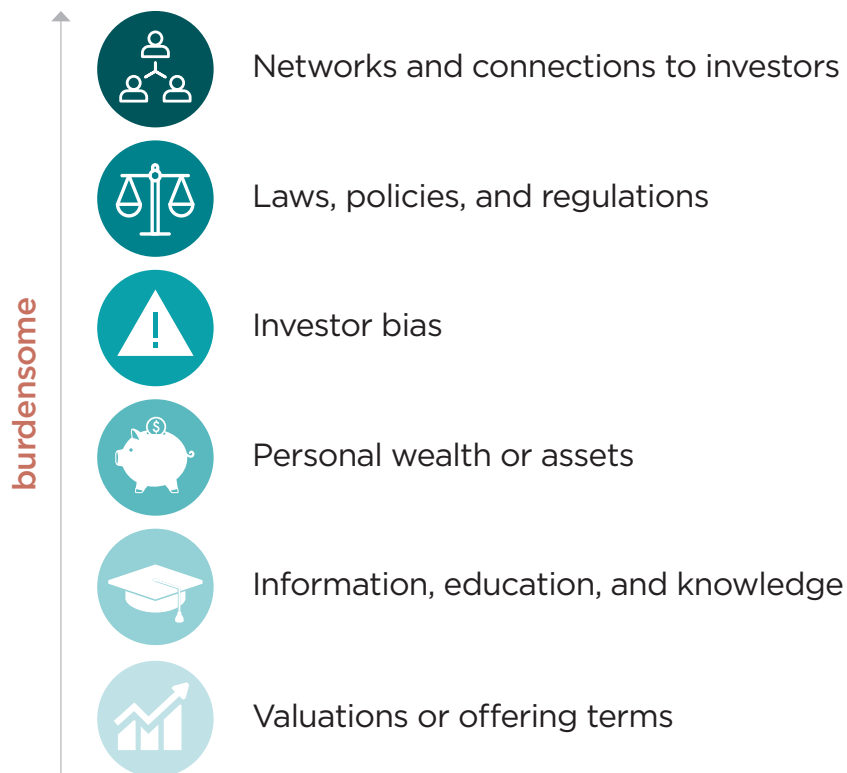 Networks and connections to investors
Laws, policies, and regulations
Investor bias
burdensome
$
Personal wealth or assets
Information, education, and knowledge
Valuations or offering terms